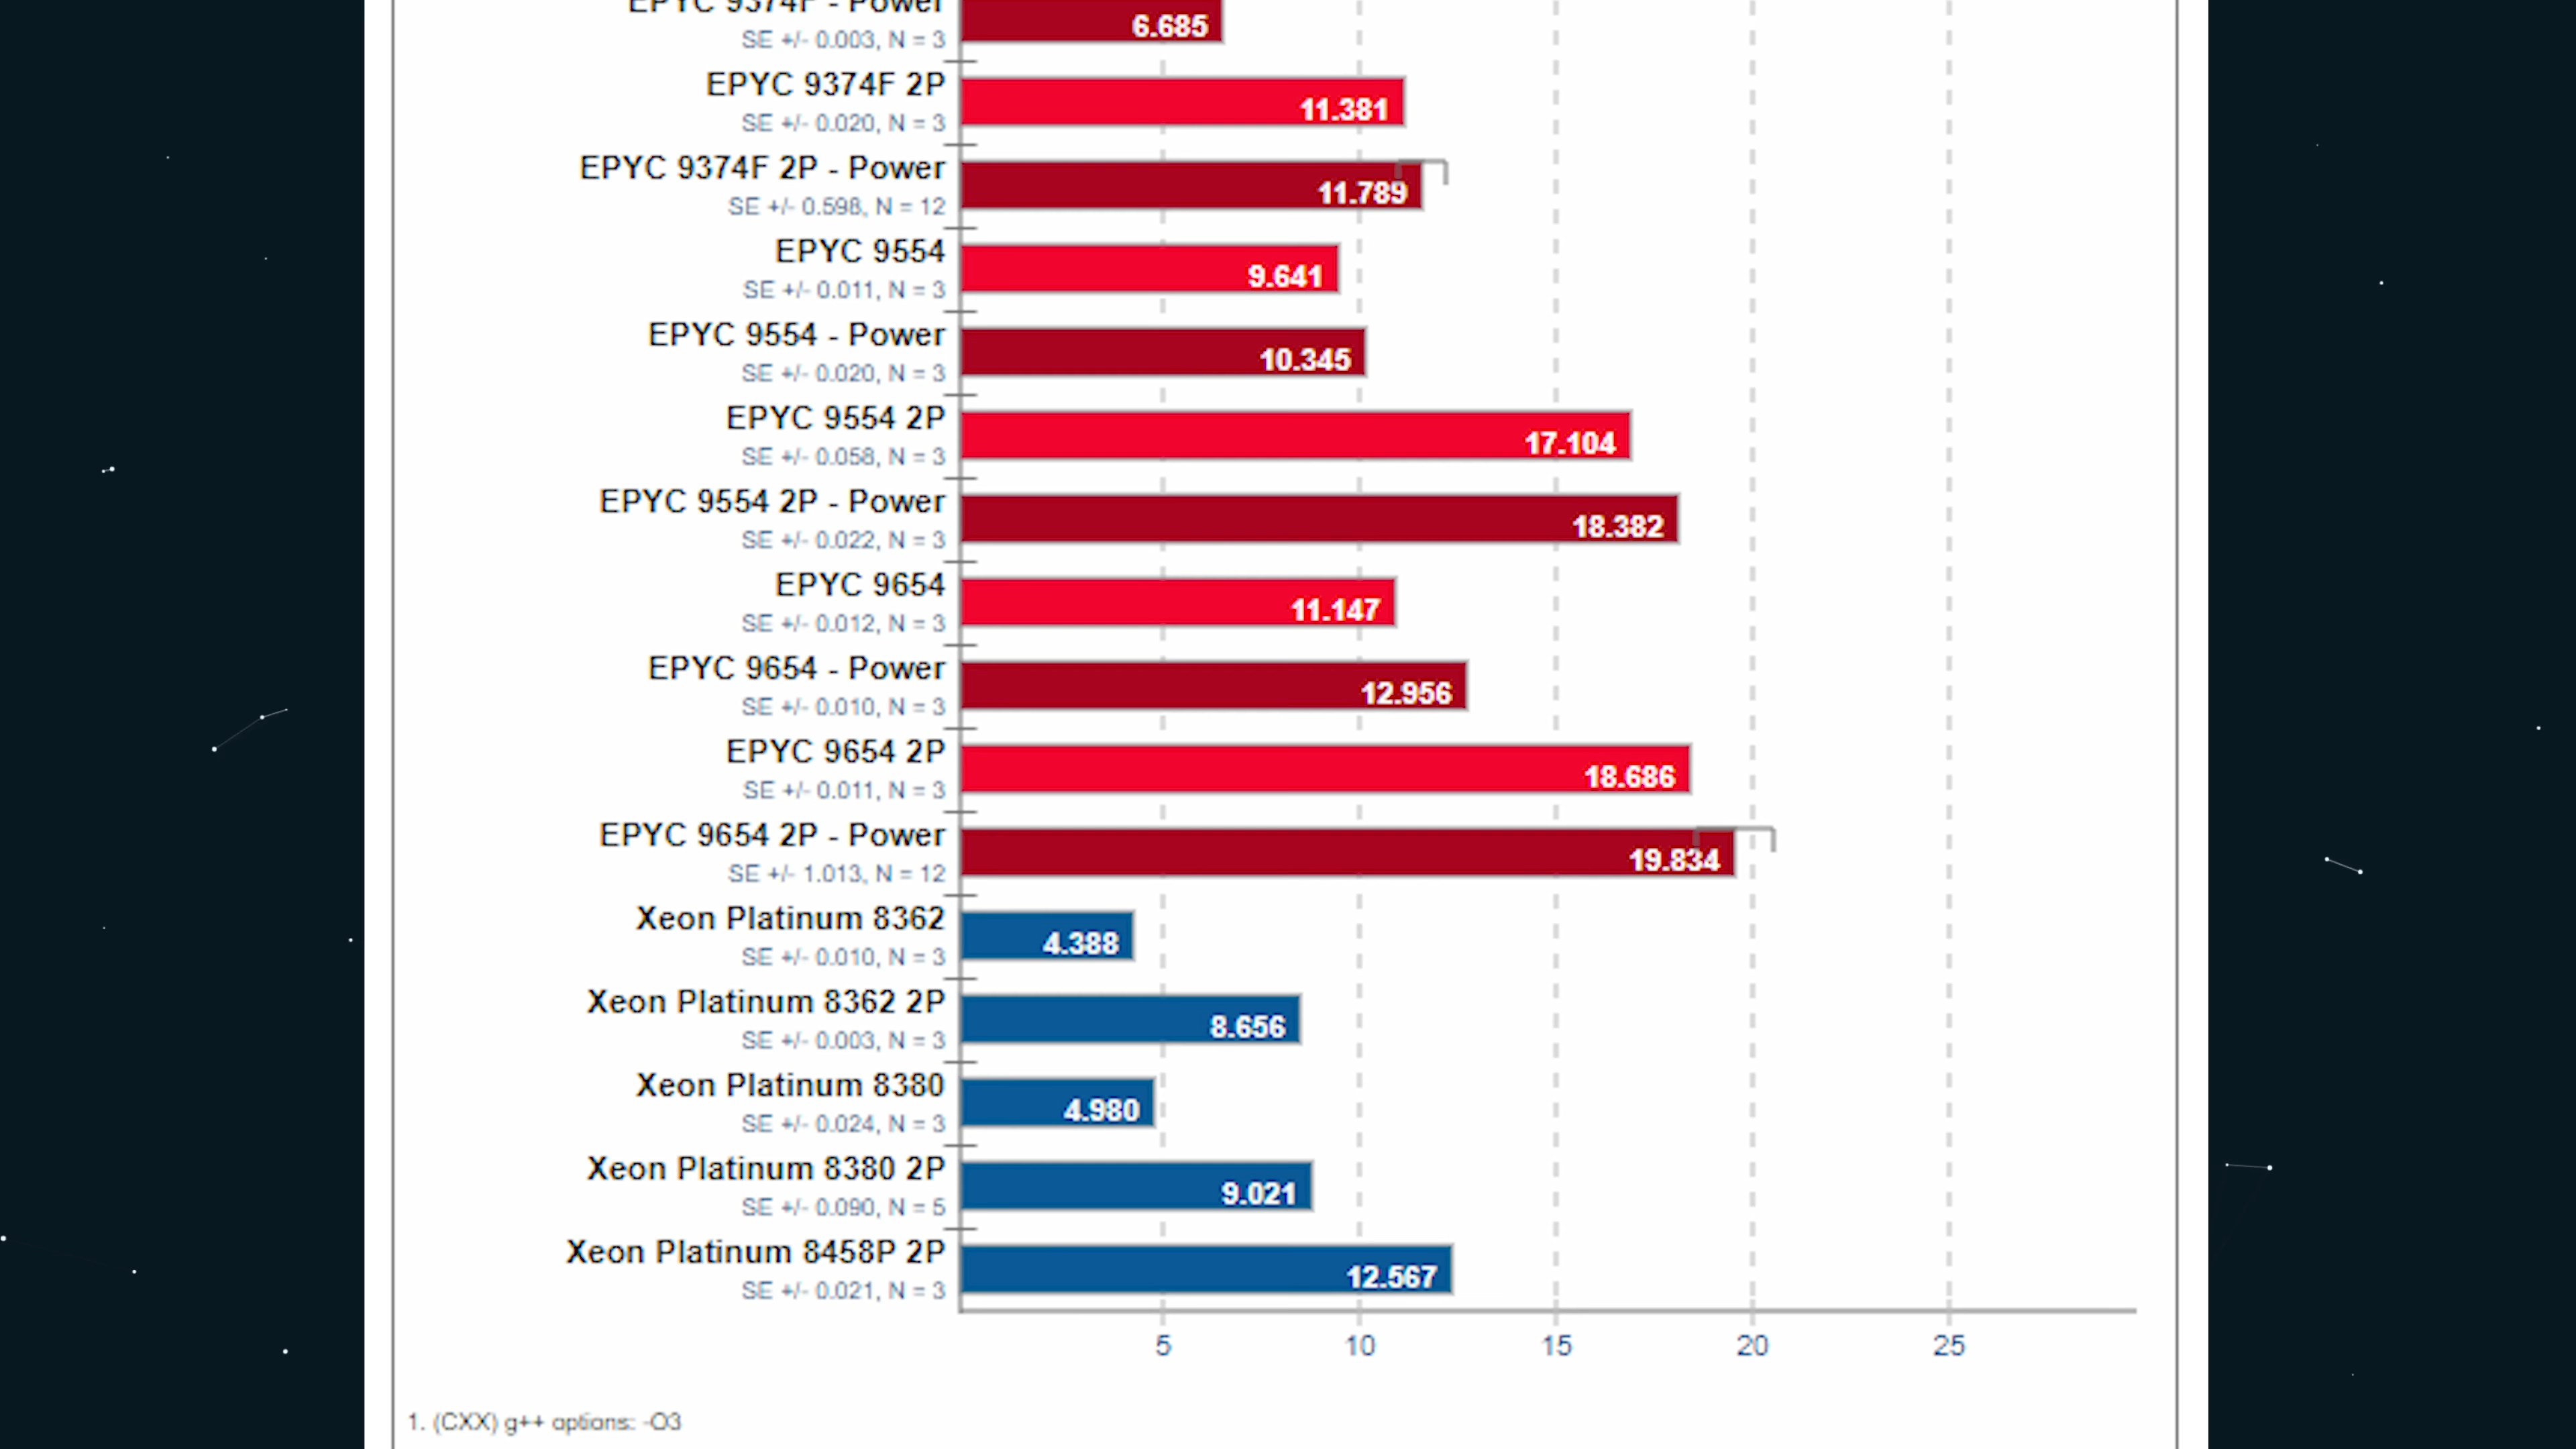 EPYC 9374F - Power
6.685
SE +/- 0.003, N = 3
EPYC 9374F 2P
11.381
SE +/- 0.020, N = 3
EPYC 9374F 2P - Power
11.789
SE +/- 0.598, N = 12
EPYC 9554
9.641
SE +/- 0.011, N = 3
EPYC 9554 - Power
10.345
SE +/- 0.020, N = 3
EPYC 9554 2P
17.104
SE +/- 0.058, N = 3
EPYC 9554 2P - Power
18.382
SE +/- 0.022, N = 3
EPYC 9654
11.147
SE +/- 0.012, N = 3
EPYC 9654 - Power
12.956
SE +/- 0.010, N = 3
EPYC 9654 2P
18.686
SE +/- 0.011, N = 3
EPYC 9654 2P - Power
19.834
SE +/- 1.013, N = 12
Xeon Platinum 8362
4.388
SE +/- 0.010, N = 3
Xeon Platinum 8362 2P
8.656
SE +/- 0.003, N = 3
Xeon Platinum 8380
4.980
SE +/- 0.024, N = 3
Xeon Platinum 8380 2P
9.021
SE +/- 0.090, N = 5
Xeon Platinum 8458P 2P
12.567
SE +/- 0.021, N = 3
5 10 15 20 25
1. (CXX) g++ options: -O3